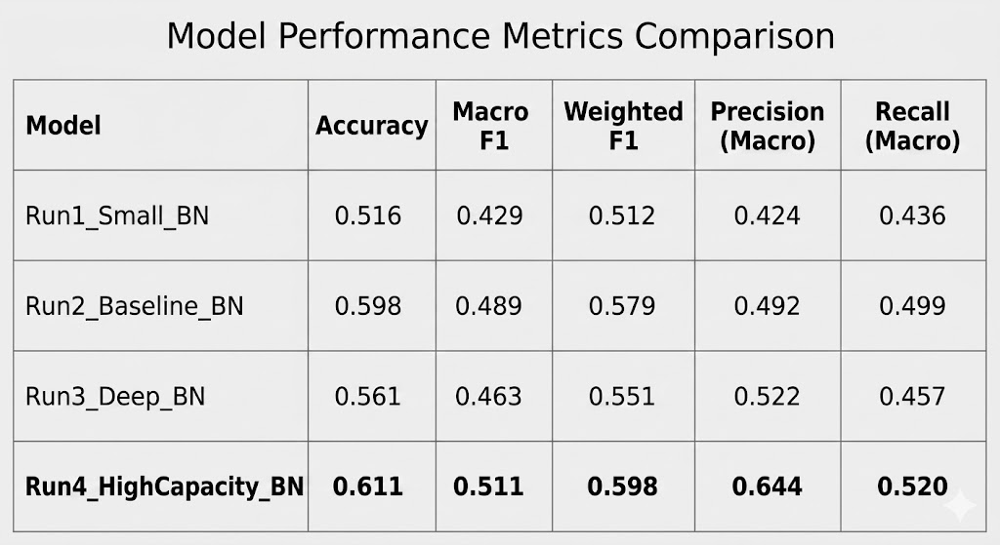 Model Performance Metrics Comparison
Model Accuracy Macro F1 Weighted F1 Precision (Macro) Recall (Macro)
Run1_Small_BN 0.516 0.429 0.512 0.424 0.436
Run2_Baseline_BN 0.598 0.489 0.579 0.492 0.499
Run3_Deep_BN 0.561 0.463 0.551 0.522 0.457
Run4_HighCapacity_BN 0.611 0.511 0.598 0.644 0.520